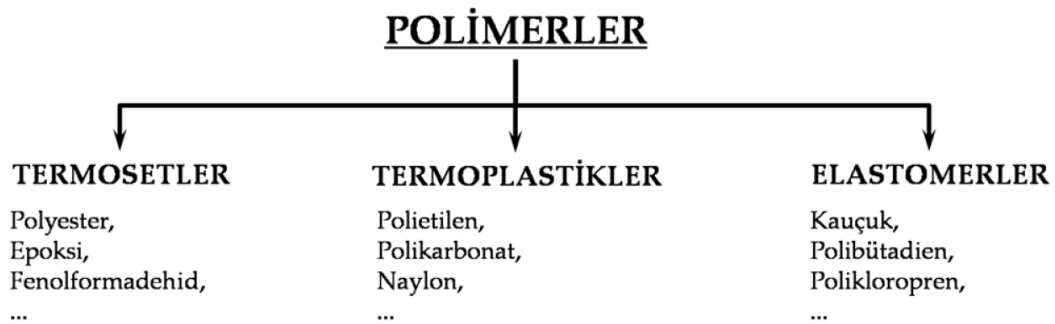 POLİMERLER
TERMOSETLER
Polyester,
Epoksi,
Fenolformadehid,
...
TERMOPLASTİKLER
Polietilen,
Polikarbonat,
Naylon,
...
ELASTOMERLER
Kauçuk,
Polibütadien,
Polikloropren,
...